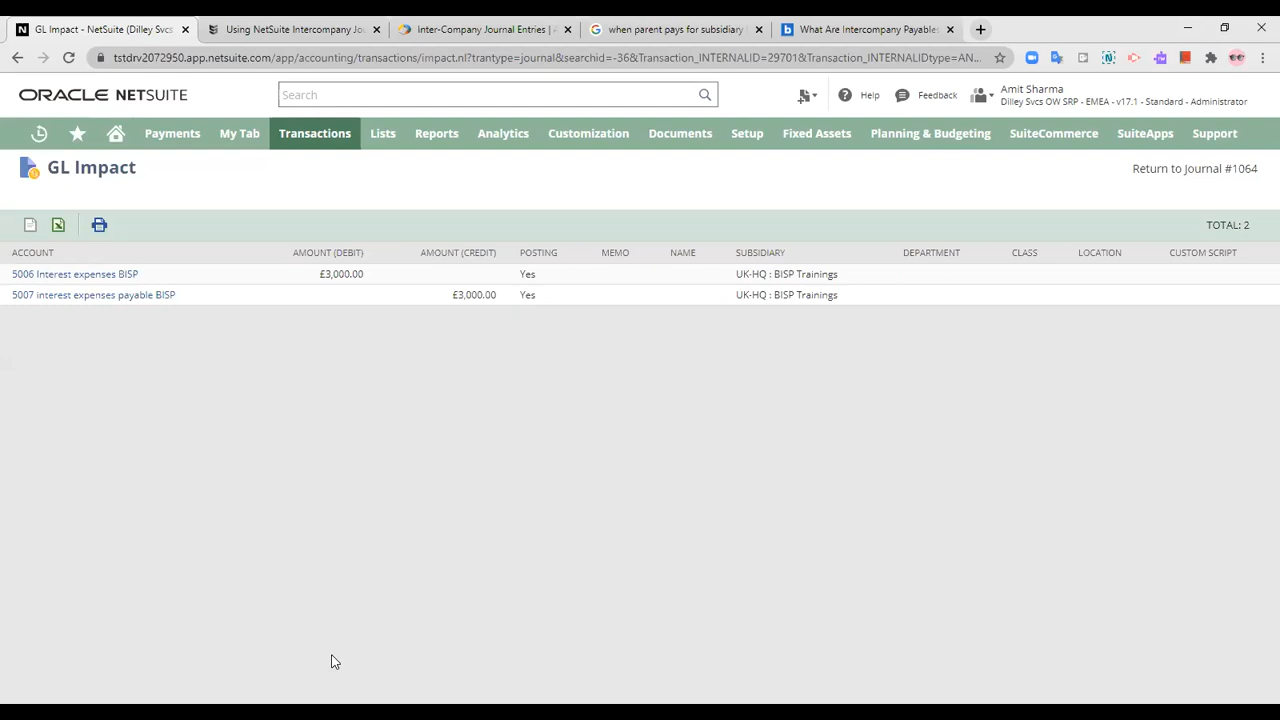 GL Impact - NetSuite (Dilley Svcs
Using NetSuite Intercompany Jo
Inter-Company Journal Entries |
when parent pays for subsidiary
What Are Intercompany Payables
tstdrv2072950.app.netsuite.com/app/accounting/transactions/impact.nl?trantype=journal&searchid=-36&Transaction_INTERNALID=29701&Transaction_INTERNALIDtype=AN...
ORACLE NETSUITE
Search
Help
Feedback
Amit Sharma
Dilley Svcs OW SRP - EMEA - v17.1 - Standard - Administrator
Payments My Tab Transactions Lists Reports Analytics Customization Documents Setup Fixed Assets Planning & Budgeting SuiteCommerce SuiteApps Support
GL Impact
Return to Journal #1064
TOTAL: 2
ACCOUNT AMOUNT (DEBIT) AMOUNT (CREDIT) POSTING MEMO NAME SUBSIDIARY DEPARTMENT CLASS LOCATION CUSTOM SCRIPT
5006 Interest expenses BISP £3,000.00 Yes UK-HQ : BISP Trainings
5007 interest expenses payable BISP £3,000.00 Yes UK-HQ : BISP Trainings